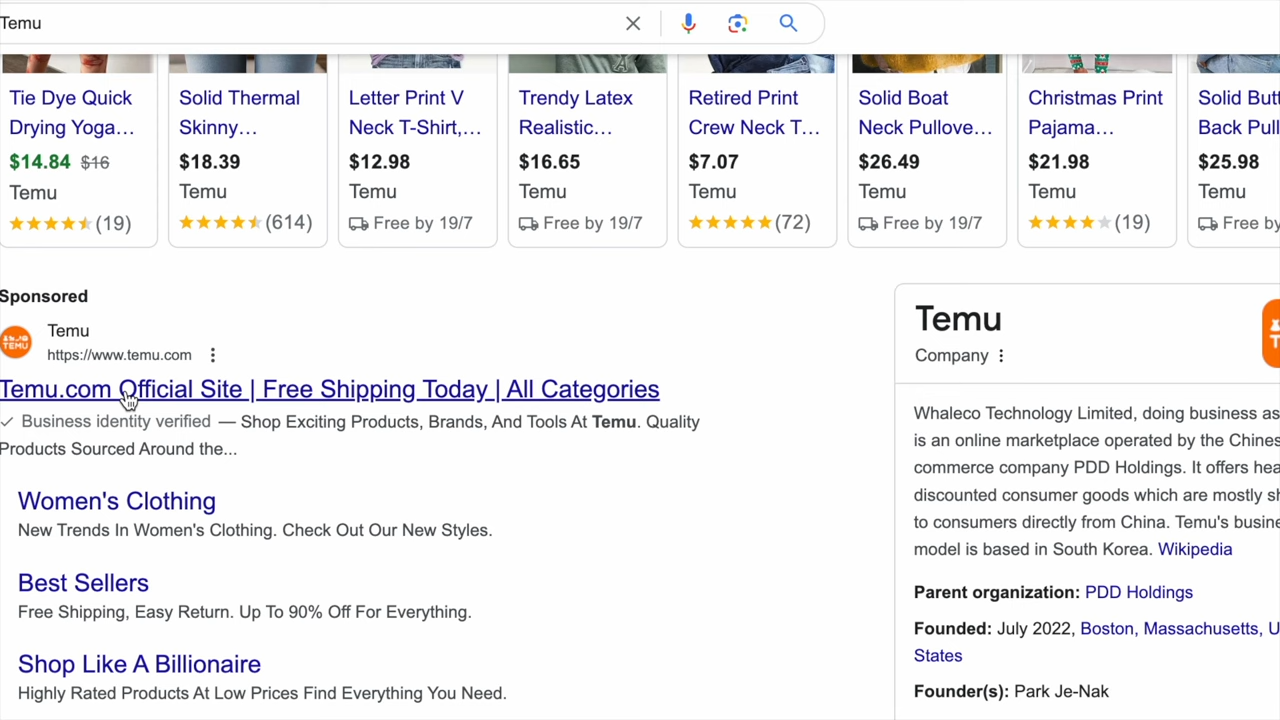 Temu
Tie Dye Quick
Drying Yoga...
$14.84 $16
Temu
(19)
Solid Thermal
Skinny...
$18.39
Temu
(614)
Letter Print V
Neck T-Shirt,...
$12.98
Temu
Free by 19/7
Trendy Latex
Realistic...
$16.65
Temu
Free by 19/7
Retired Print
Crew Neck T...
$7.07
Temu
(72)
Solid Boat
Neck Pullove...
$26.49
Temu
Free by 19/7
Christmas Print
Pajama...
$21.98
Temu
(19)
Solid Butt
Back Pull
$25.98
Temu
Free by
Sponsored
TEMU
Temu
https://www.temu.com
Temu.com Official Site | Free Shipping Today | All Categories
Business identity verified — Shop Exciting Products, Brands, And Tools At Temu. Quality
Products Sourced Around the...
Women's Clothing
New Trends In Women's Clothing. Check Out Our New Styles.
Best Sellers
Free Shipping, Easy Return. Up To 90% Off For Everything.
Shop Like A Billionaire
Highly Rated Products At Low Prices Find Everything You Need.
Temu
Company
Whaleco Technology Limited, doing business as
is an online marketplace operated by the Chines
commerce company PDD Holdings. It offers hea
discounted consumer goods which are mostly sh
to consumers directly from China. Temu's busine
model is based in South Korea. Wikipedia
Parent organization: PDD Holdings
Founded: July 2022, Boston, Massachusetts, U
States
Founder(s): Park Je-Nak